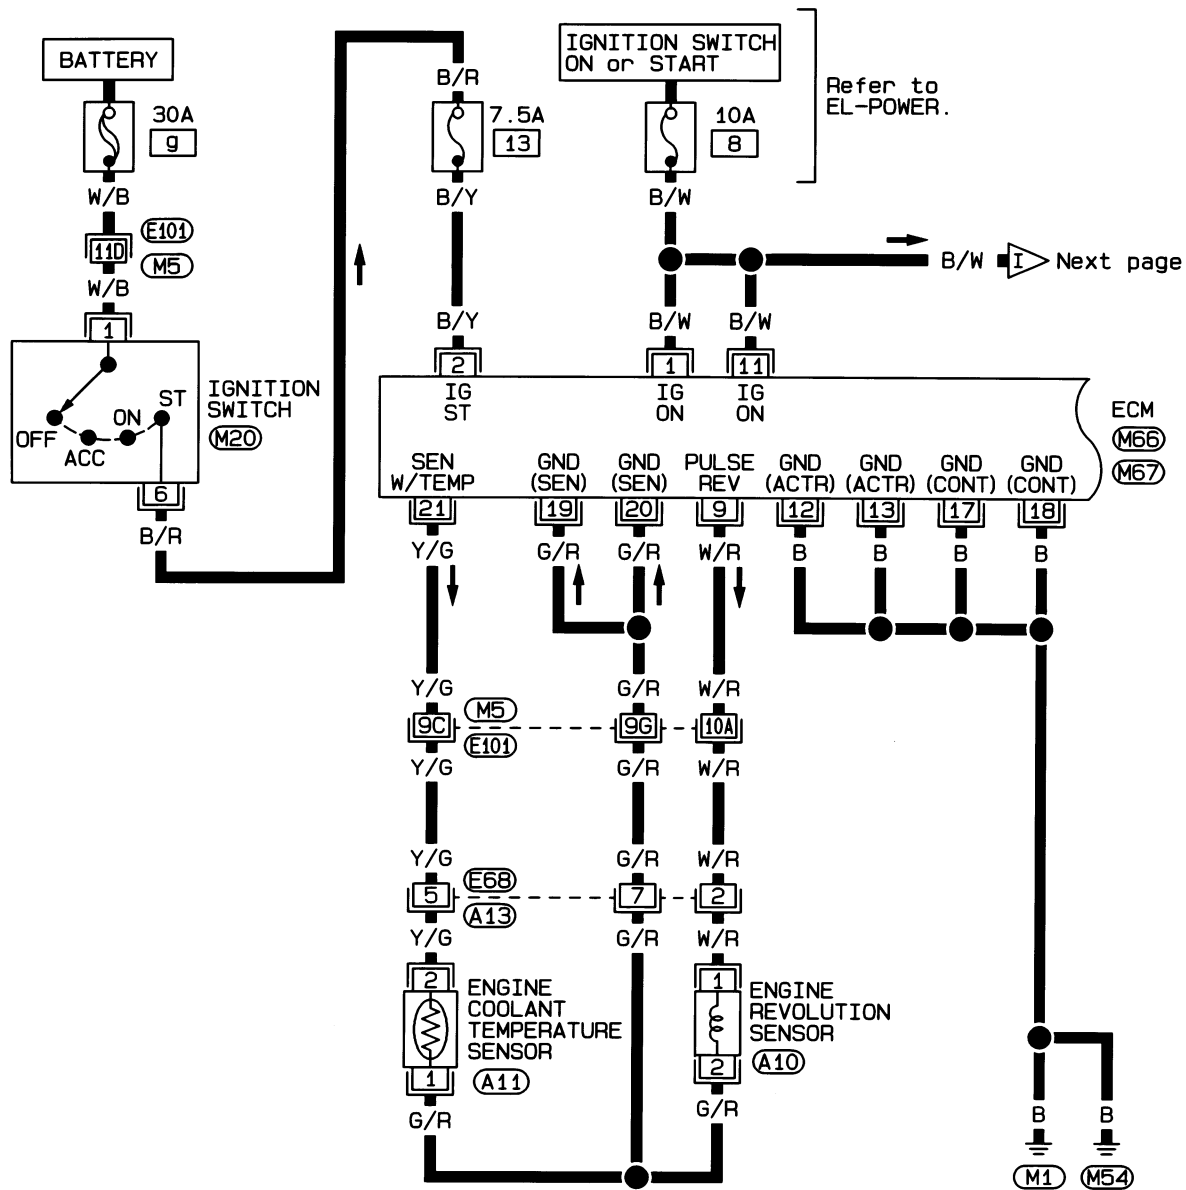 BATTERY
30A
g
W/B
11D
E101
M5
W/B
1
OFF
ACC
ON
ST
IGNITION
SWITCH
M20
6
B/R
B/R
7.5A
13
B/Y
B/Y
2
IG
ST
IGNITION SWITCH
ON or START
10A
8
B/W
Refer to
EL-POWER.
B/W
I
Next page
B/W
B/W
1
11
IG
ON
IG
ON
ECM
M66
M67
SEN
W/TEMP
GND
(SEN)
GND
(SEN)
PULSE
REV
GND
(ACTR)
GND
(ACTR)
GND
(CONT)
GND
(CONT)
21
19
20
9
12
13
17
18
Y/G
G/R
G/R
W/R
B
B
B
B
Y/G
G/R
W/R
9C
M5
E101
9G
10A
Y/G
G/R
W/R
Y/G
G/R
W/R
5
E68
A13
7
2
Y/G
G/R
W/R
2
ENGINE
COOLANT
TEMPERATURE
SENSOR
A11
1
G/R
1
ENGINE
REVOLUTION
SENSOR
A10
2
G/R
B
B
M1
M54